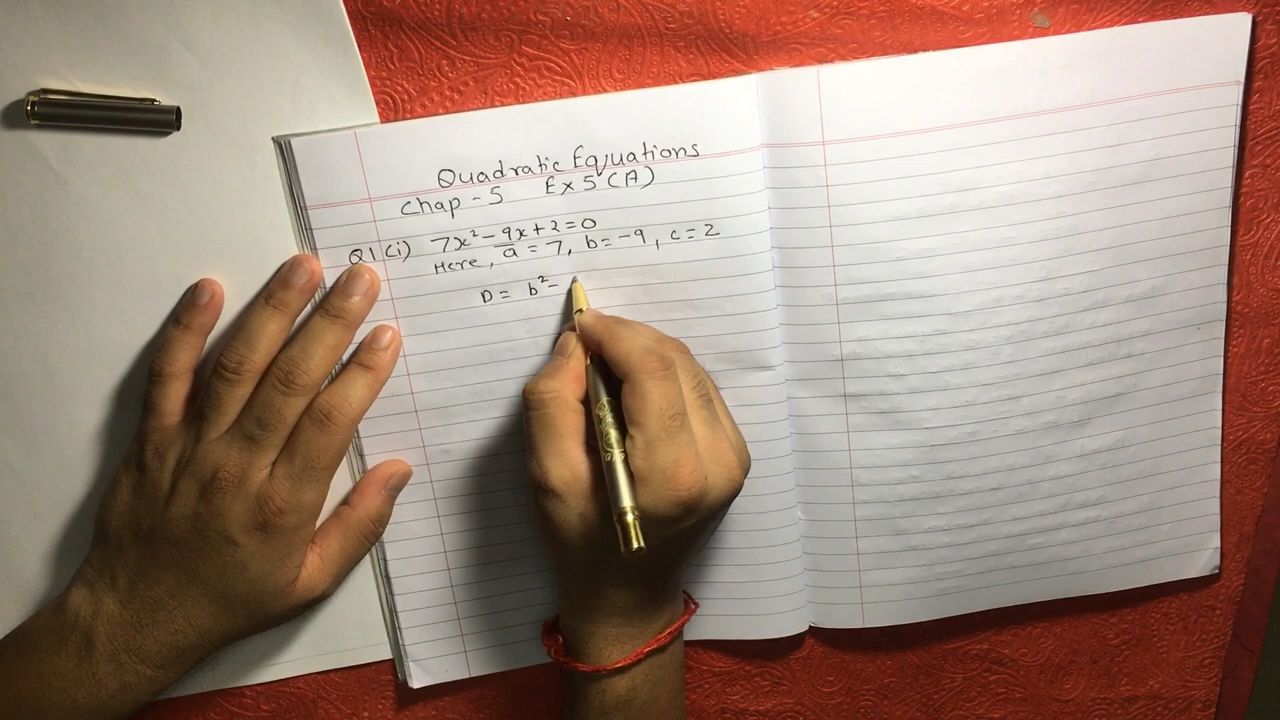 Quadratic Equations
Chap - 5 Ex 5 (A)
Q1 (i) 7x² - 9x + 2 = 0
Here, a = 7, b = -9, c = 2
D = b² -